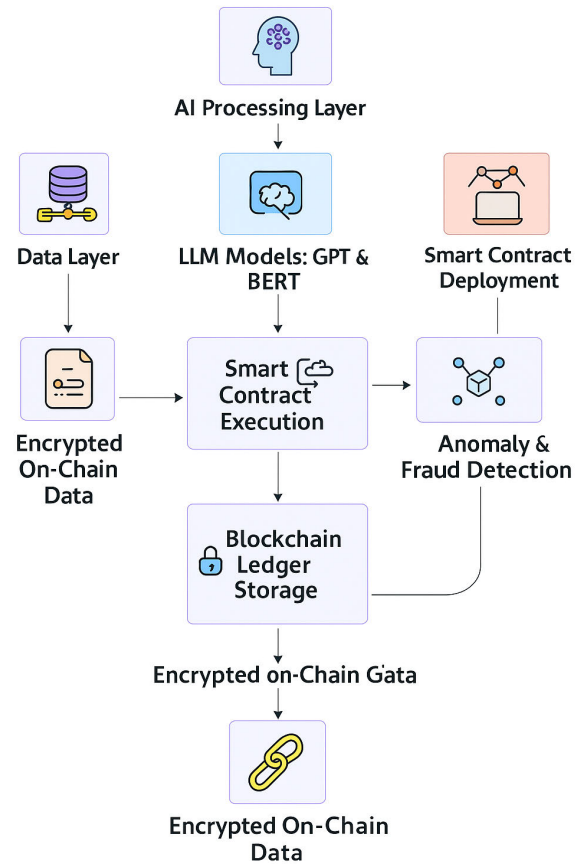 AI Processing Layer
Data Layer
LLM Models: GPT &
BERT
Smart Contract
Deployment
Smart
Contract
Execution
Encrypted
On-Chain
Data
Anomaly &
Fraud Detection
Blockchain
Ledger
Storage
Encrypted on-Chain Gata
Encrypted On-Chain
Data